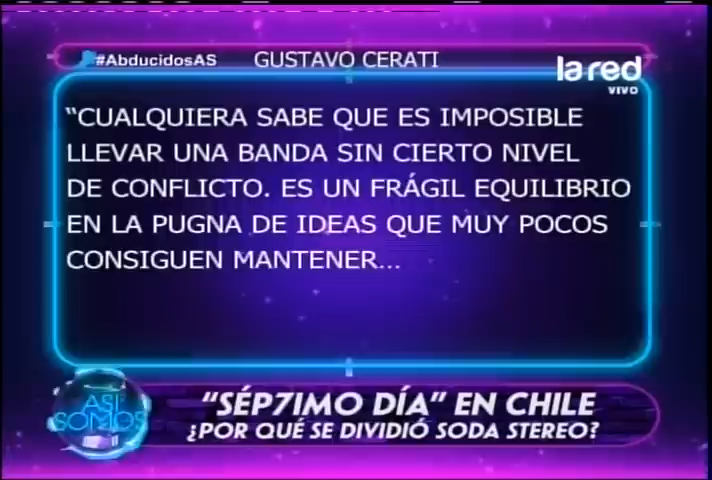 #AbducidosAS
GUSTAVO CERATI
la red
VIVO
“CUALQUIERA SABE QUE ES IMPOSIBLE
LLEVAR UNA BANDA SIN CIERTO NIVEL
DE CONFLICTO. ES UN FRÁGIL EQUILIBRIO
EN LA PUGNA DE IDEAS QUE MUY POCOS
CONSIGUEN MANTENER...
ASÍ
SOMOS
“SÉP7IMO DÍA” EN CHILE
¿POR QUÉ SE DIVIDIÓ SODA STEREO?